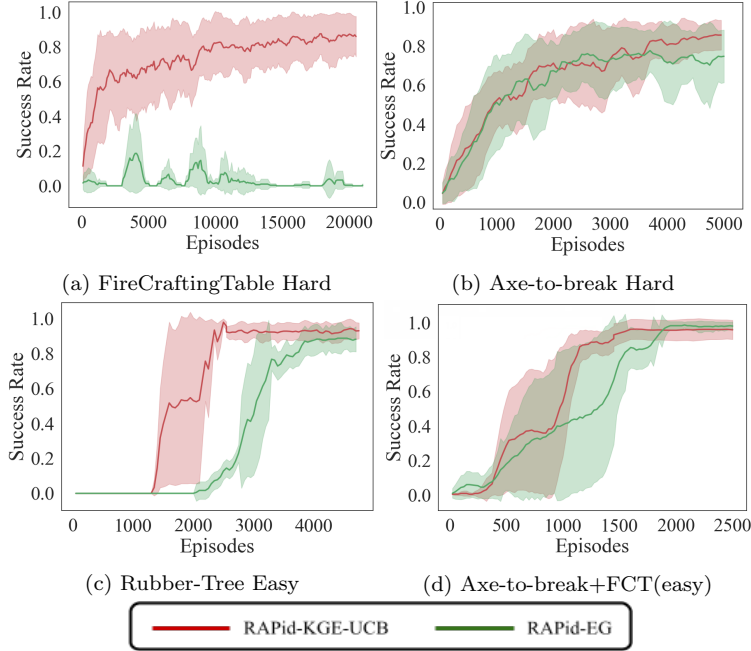 1.0
0.8
0.6
0.4
0.2
0.0
Success Rate
0 5000 10000 15000 20000
Episodes
(a) FireCraftingTable Hard
1.0
0.8
0.6
0.4
0.2
0.0
Success Rate
0 1000 2000 3000 4000 5000
Episodes
(b) Axe-to-break Hard
1.0
0.8
0.6
0.4
0.2
0.0
Success Rate
0 1000 2000 3000 4000
Episodes
(c) Rubber-Tree Easy
1.0
0.8
0.6
0.4
0.2
0.0
Success Rate
0 500 1000 1500 2000 2500
Episodes
(d) Axe-to-break+FCT(easy)
RAPid-KGE-UCB RAPid-EG